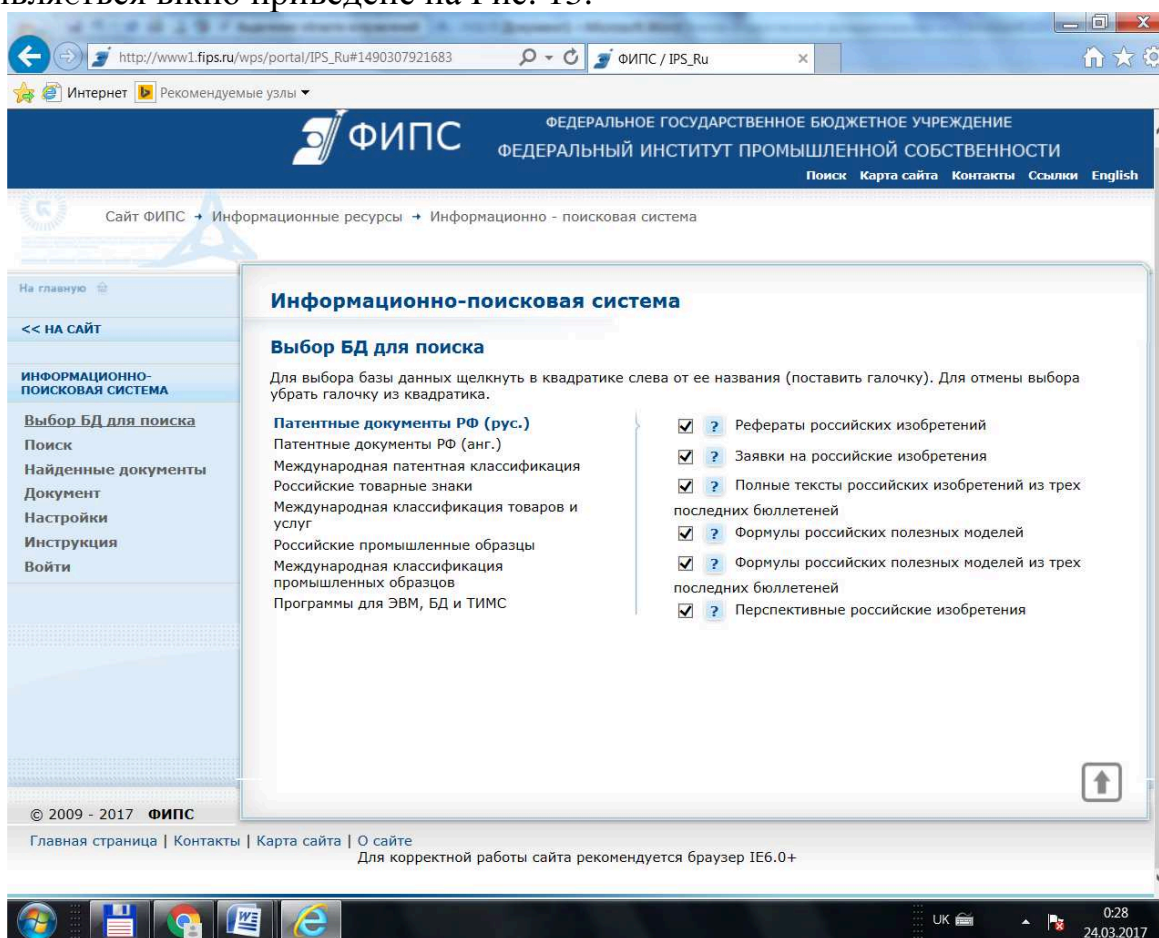 вікно приведене на Рис. 13.
http://www1.fips.ru/wps/portal/IPS_Ru#1490307921683
ФИПС / IPS_Ru
Интернет Рекомендуемые узлы
ФИПС
ФЕДЕРАЛЬНОЕ ГОСУДАРСТВЕННОЕ БЮДЖЕТНОЕ УЧРЕЖДЕНИЕ
ФЕДЕРАЛЬНЫЙ ИНСТИТУТ ПРОМЫШЛЕННОЙ СОБСТВЕННОСТИ
Поиск Карта сайта Контакты Ссылки English
Сайт ФИПС → Информационные ресурсы → Информационно - поисковая система
На главную
<< НА САЙТ
ИНФОРМАЦИОННО-
ПОИСКОВАЯ СИСТЕМА
Выбор БД для поиска
Поиск
Найденные документы
Документ
Настройки
Инструкция
Войти
Информационно-поисковая система
Выбор БД для поиска
Для выбора базы данных щелкнуть в квадратике слева от ее названия (поставить галочку). Для отмены выбора
убрать галочку из квадратика.
Патентные документы РФ (рус.)
Патентные документы РФ (анг.)
Международная патентная классификация
Российские товарные знаки
Международная классификация товаров и
услуг
Российские промышленные образцы
Международная классификация
промышленных образцов
Программы для ЭВМ, БД и ТИМС
? Рефераты российских изобретений
? Заявки на российские изобретения
? Полные тексты российских изобретений из трех
последних бюллетеней
? Формулы российских полезных моделей
? Формулы российских полезных моделей из трех
последних бюллетеней
? Перспективные российские изобретения
© 2009 - 2017 ФИПС
Главная страница | Контакты | Карта сайта | О сайте
Для корректной работы сайта рекомендуется браузер IE6.0+
UK
0:28
24.03.2017